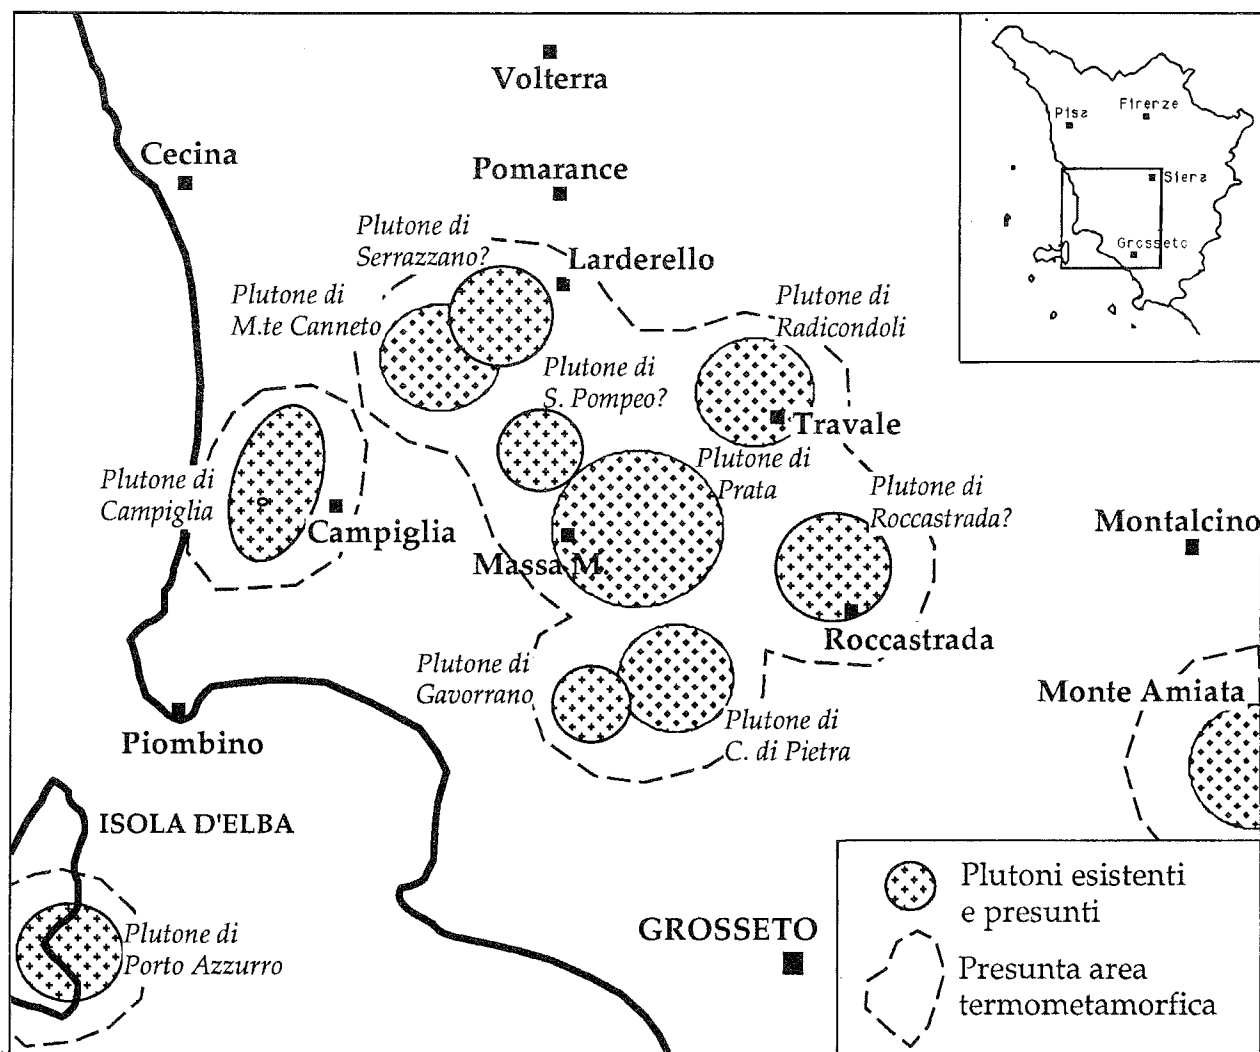 Volterra
Cecina
Pomarance
Plutone di
Serrazzano?
Larderello
Plutone di
M.te Canneto
Plutone di
Radicondoli
Plutone di
S. Pompeo?
Travale
Plutone di
Prata
Plutone di
Campiglia
Campiglia
Plutone di
Roccastrada?
Montalcino
Massa M.
Roccastrada
Plutone di
Gavorrano
Monte Amiata
Plutone di
C. di Pietra
Piombino
ISOLA D'ELBA
Plutone di
Porto Azzurro
GROSSETO
Pisa
Firenze
Siena
Grosseto
Plutoni esistenti
e presunti
Presunta area
termometamorfica